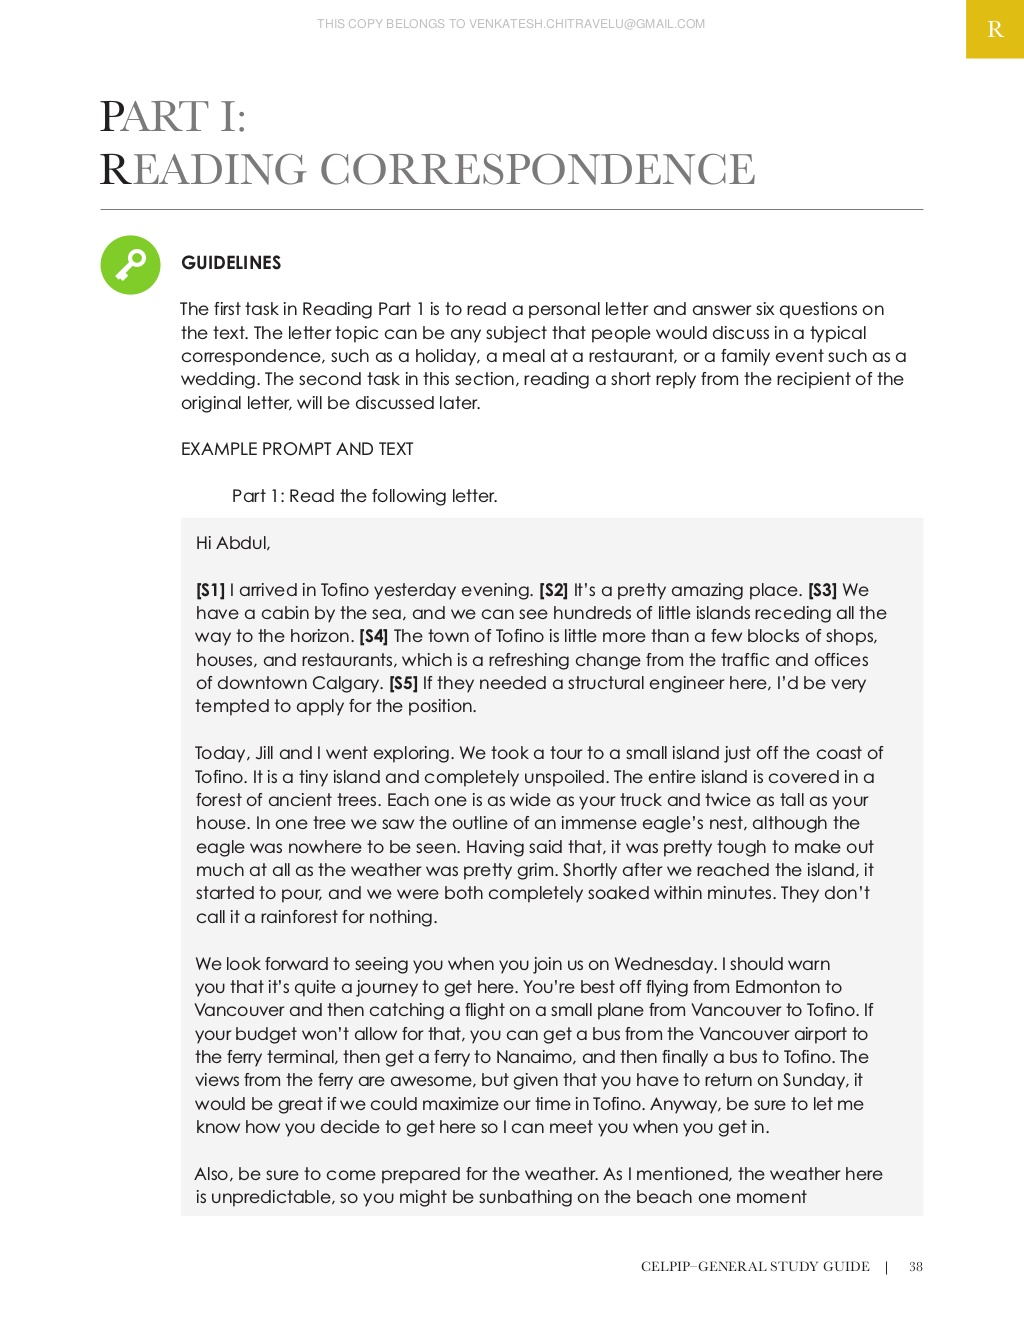 THIS COPY BELONGS TO VENKATESH.CHITRAVELU@GMAIL.COM
R
PART I:
READING CORRESPONDENCE
GUIDELINES
The first task in Reading Part 1 is to read a personal letter and answer six questions on
the text. The letter topic can be any subject that people would discuss in a typical
correspondence, such as a holiday, a meal at a restaurant, or a family event such as a
wedding. The second task in this section, reading a short reply from the recipient of the
original letter, will be discussed later.
EXAMPLE PROMPT AND TEXT
Part 1: Read the following letter.
Hi Abdul,
[S1] I arrived in Tofino yesterday evening. [S2] It’s a pretty amazing place. [S3] We
have a cabin by the sea, and we can see hundreds of little islands receding all the
way to the horizon. [S4] The town of Tofino is little more than a few blocks of shops,
houses, and restaurants, which is a refreshing change from the traffic and offices
of downtown Calgary. [S5] If they needed a structural engineer here, I’d be very
tempted to apply for the position.
Today, Jill and I went exploring. We took a tour to a small island just off the coast of
Tofino. It is a tiny island and completely unspoiled. The entire island is covered in a
forest of ancient trees. Each one is as wide as your truck and twice as tall as your
house. In one tree we saw the outline of an immense eagle’s nest, although the
eagle was nowhere to be seen. Having said that, it was pretty tough to make out
much at all as the weather was pretty grim. Shortly after we reached the island, it
started to pour, and we were both completely soaked within minutes. They don’t
call it a rainforest for nothing.
We look forward to seeing you when you join us on Wednesday. I should warn
you that it’s quite a journey to get here. You’re best off flying from Edmonton to
Vancouver and then catching a flight on a small plane from Vancouver to Tofino. If
your budget won’t allow for that, you can get a bus from the Vancouver airport to
the ferry terminal, then get a ferry to Nanaimo, and then finally a bus to Tofino. The
views from the ferry are awesome, but given that you have to return on Sunday, it
would be great if we could maximize our time in Tofino. Anyway, be sure to let me
know how you decide to get here so I can meet you when you get in.
Also, be sure to come prepared for the weather. As I mentioned, the weather here
is unpredictable, so you might be sunbathing on the beach one moment
CELPIP–GENERAL STUDY GUIDE | 38